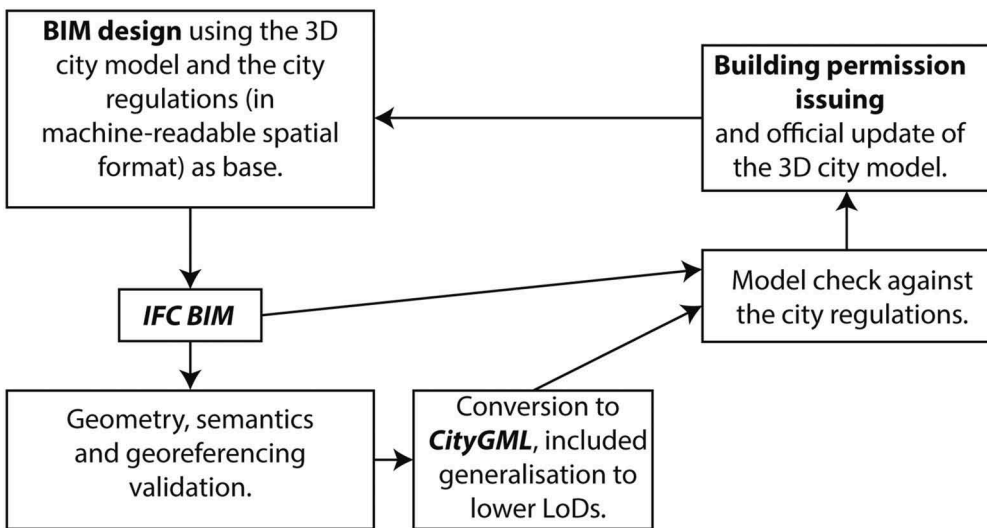 BIM design using the 3D
city model and the city
regulations (in
machine-readable spatial
format) as base.
Building permission
issuing
and official update of
the 3D city model.
IFC BIM
Model check against
the city regulations.
Geometry, semantics
and georeferencing
validation.
Conversion to
CityGML, included
generalisation to
lower LoDs.